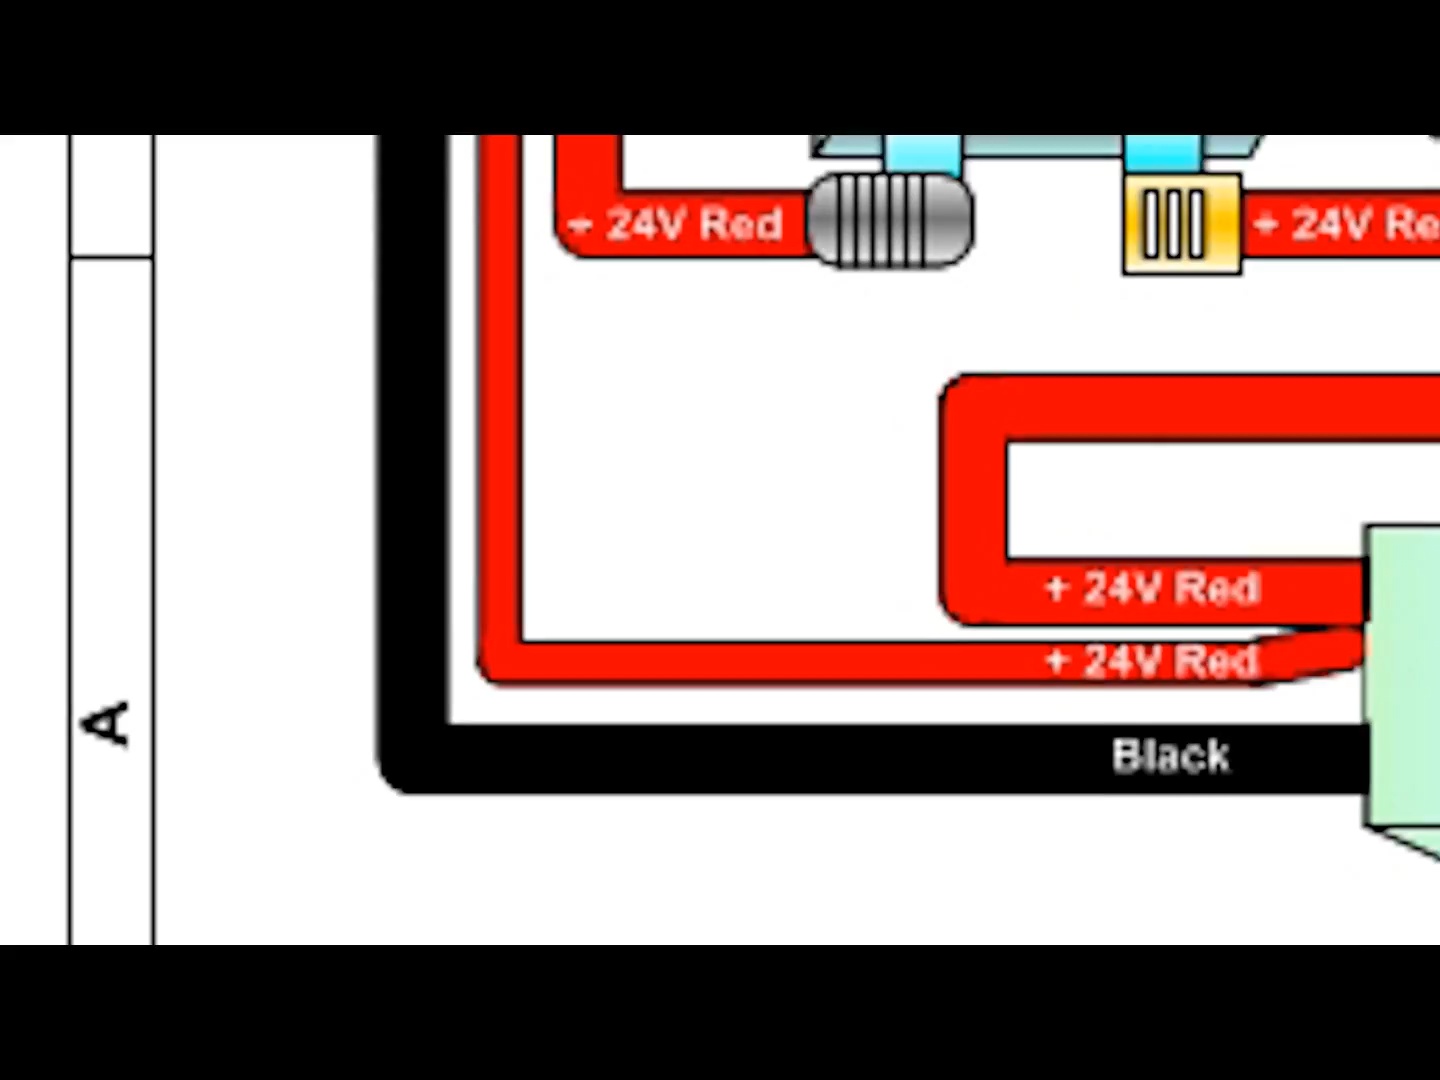 + 24V Red
+ 24V Re
+ 24V Red
+ 24V Red
A
Black